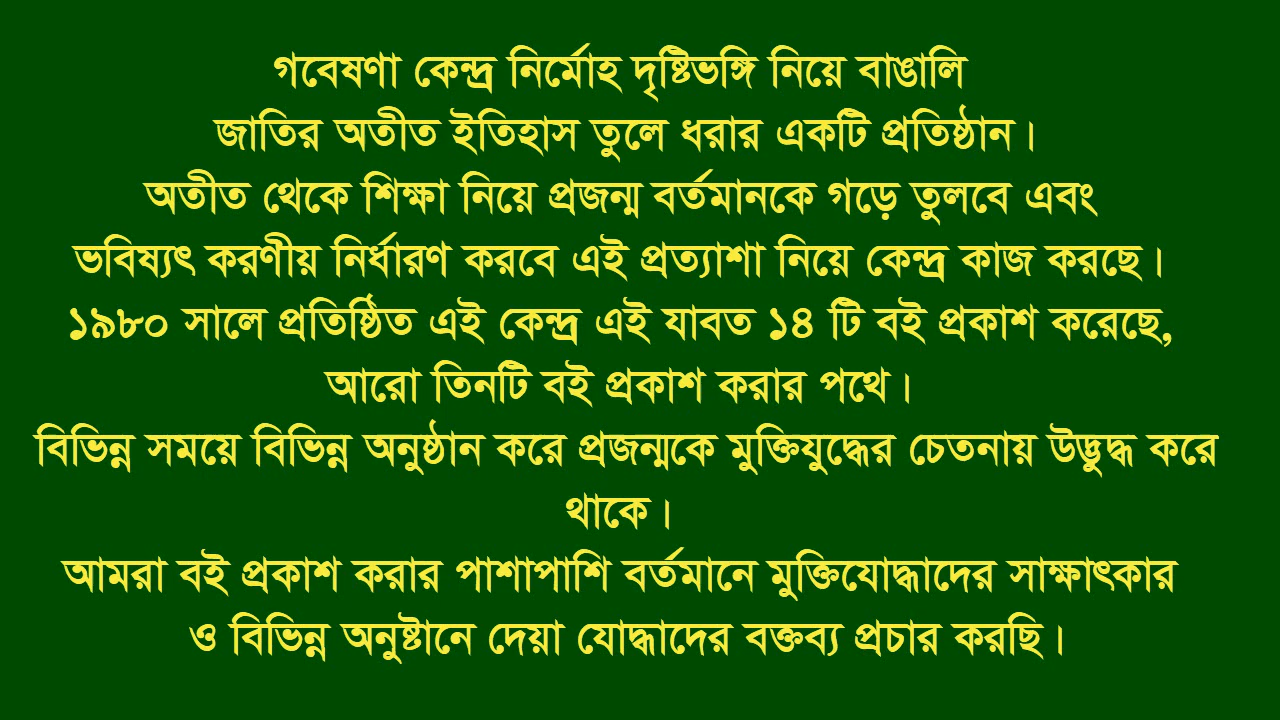 গবেষণা কেন্দ্র নির্মোহ দৃষ্টিভঙ্গি নিয়ে বাঙালি
জাতির অতীত ইতিহাস তুলে ধরার একটি প্রতিষ্ঠান।
অতীত থেকে শিক্ষা নিয়ে প্রজন্ম বর্তমানকে গড়ে তুলবে এবং
ভবিষ্যৎ করণীয় নির্ধারণ করবে এই প্রত্যাশা নিয়ে কেন্দ্র কাজ করছে।
১৯৮০ সালে প্রতিষ্ঠিত এই কেন্দ্র এই যাবত ১৪ টি বই প্রকাশ করেছে,
আরো তিনটি বই প্রকাশ করার পথে।
বিভিন্ন সময়ে বিভিন্ন অনুষ্ঠান করে প্রজন্মকে মুক্তিযুদ্ধের চেতনায় উদ্ভুদ্ধ করে
থাকে।
আমরা বই প্রকাশ করার পাশাপাশি বর্তমানে মুক্তিযোদ্ধাদের সাক্ষাৎকার
ও বিভিন্ন অনুষ্টানে দেয়া যোদ্ধাদের বক্তব্য প্রচার করছি।